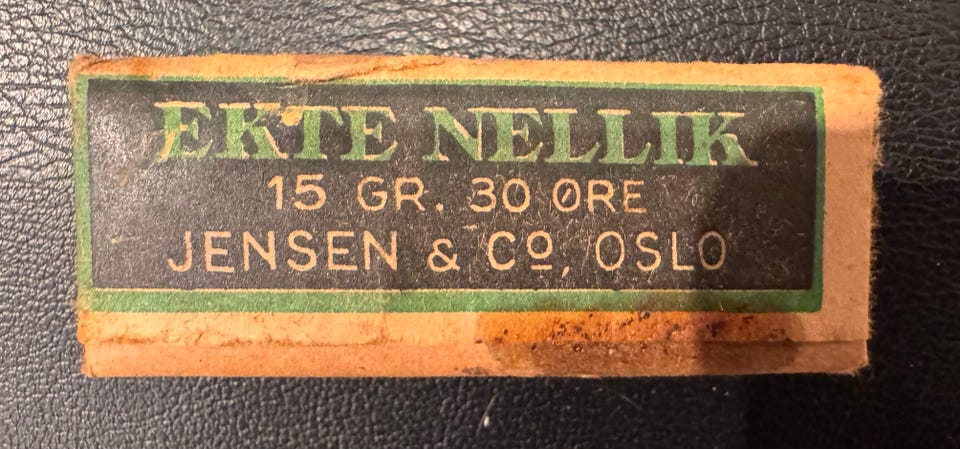 EKTE NELLIK
15 GR. 30 ØRE
JENSEN & Cº, OSLO